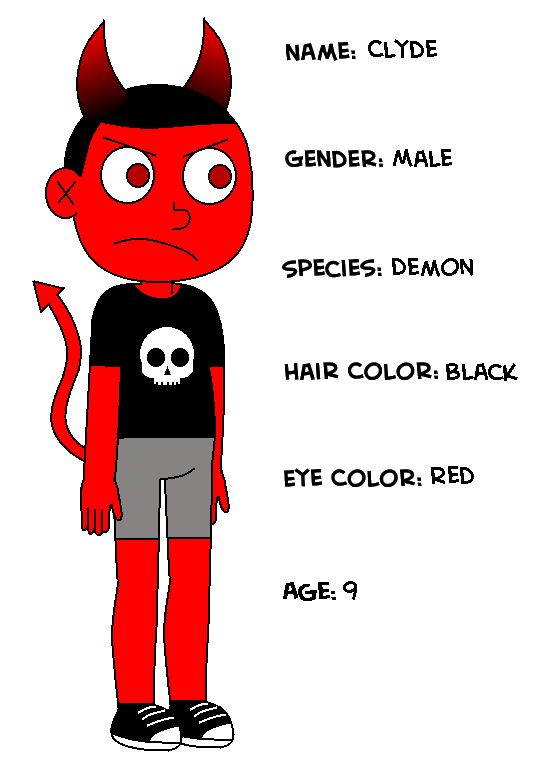 NAME: CLYDE
GENDER: MALE
SPECIES: DEMON
HAIR COLOR: BLACK
EYE COLOR: RED
AGE: 9